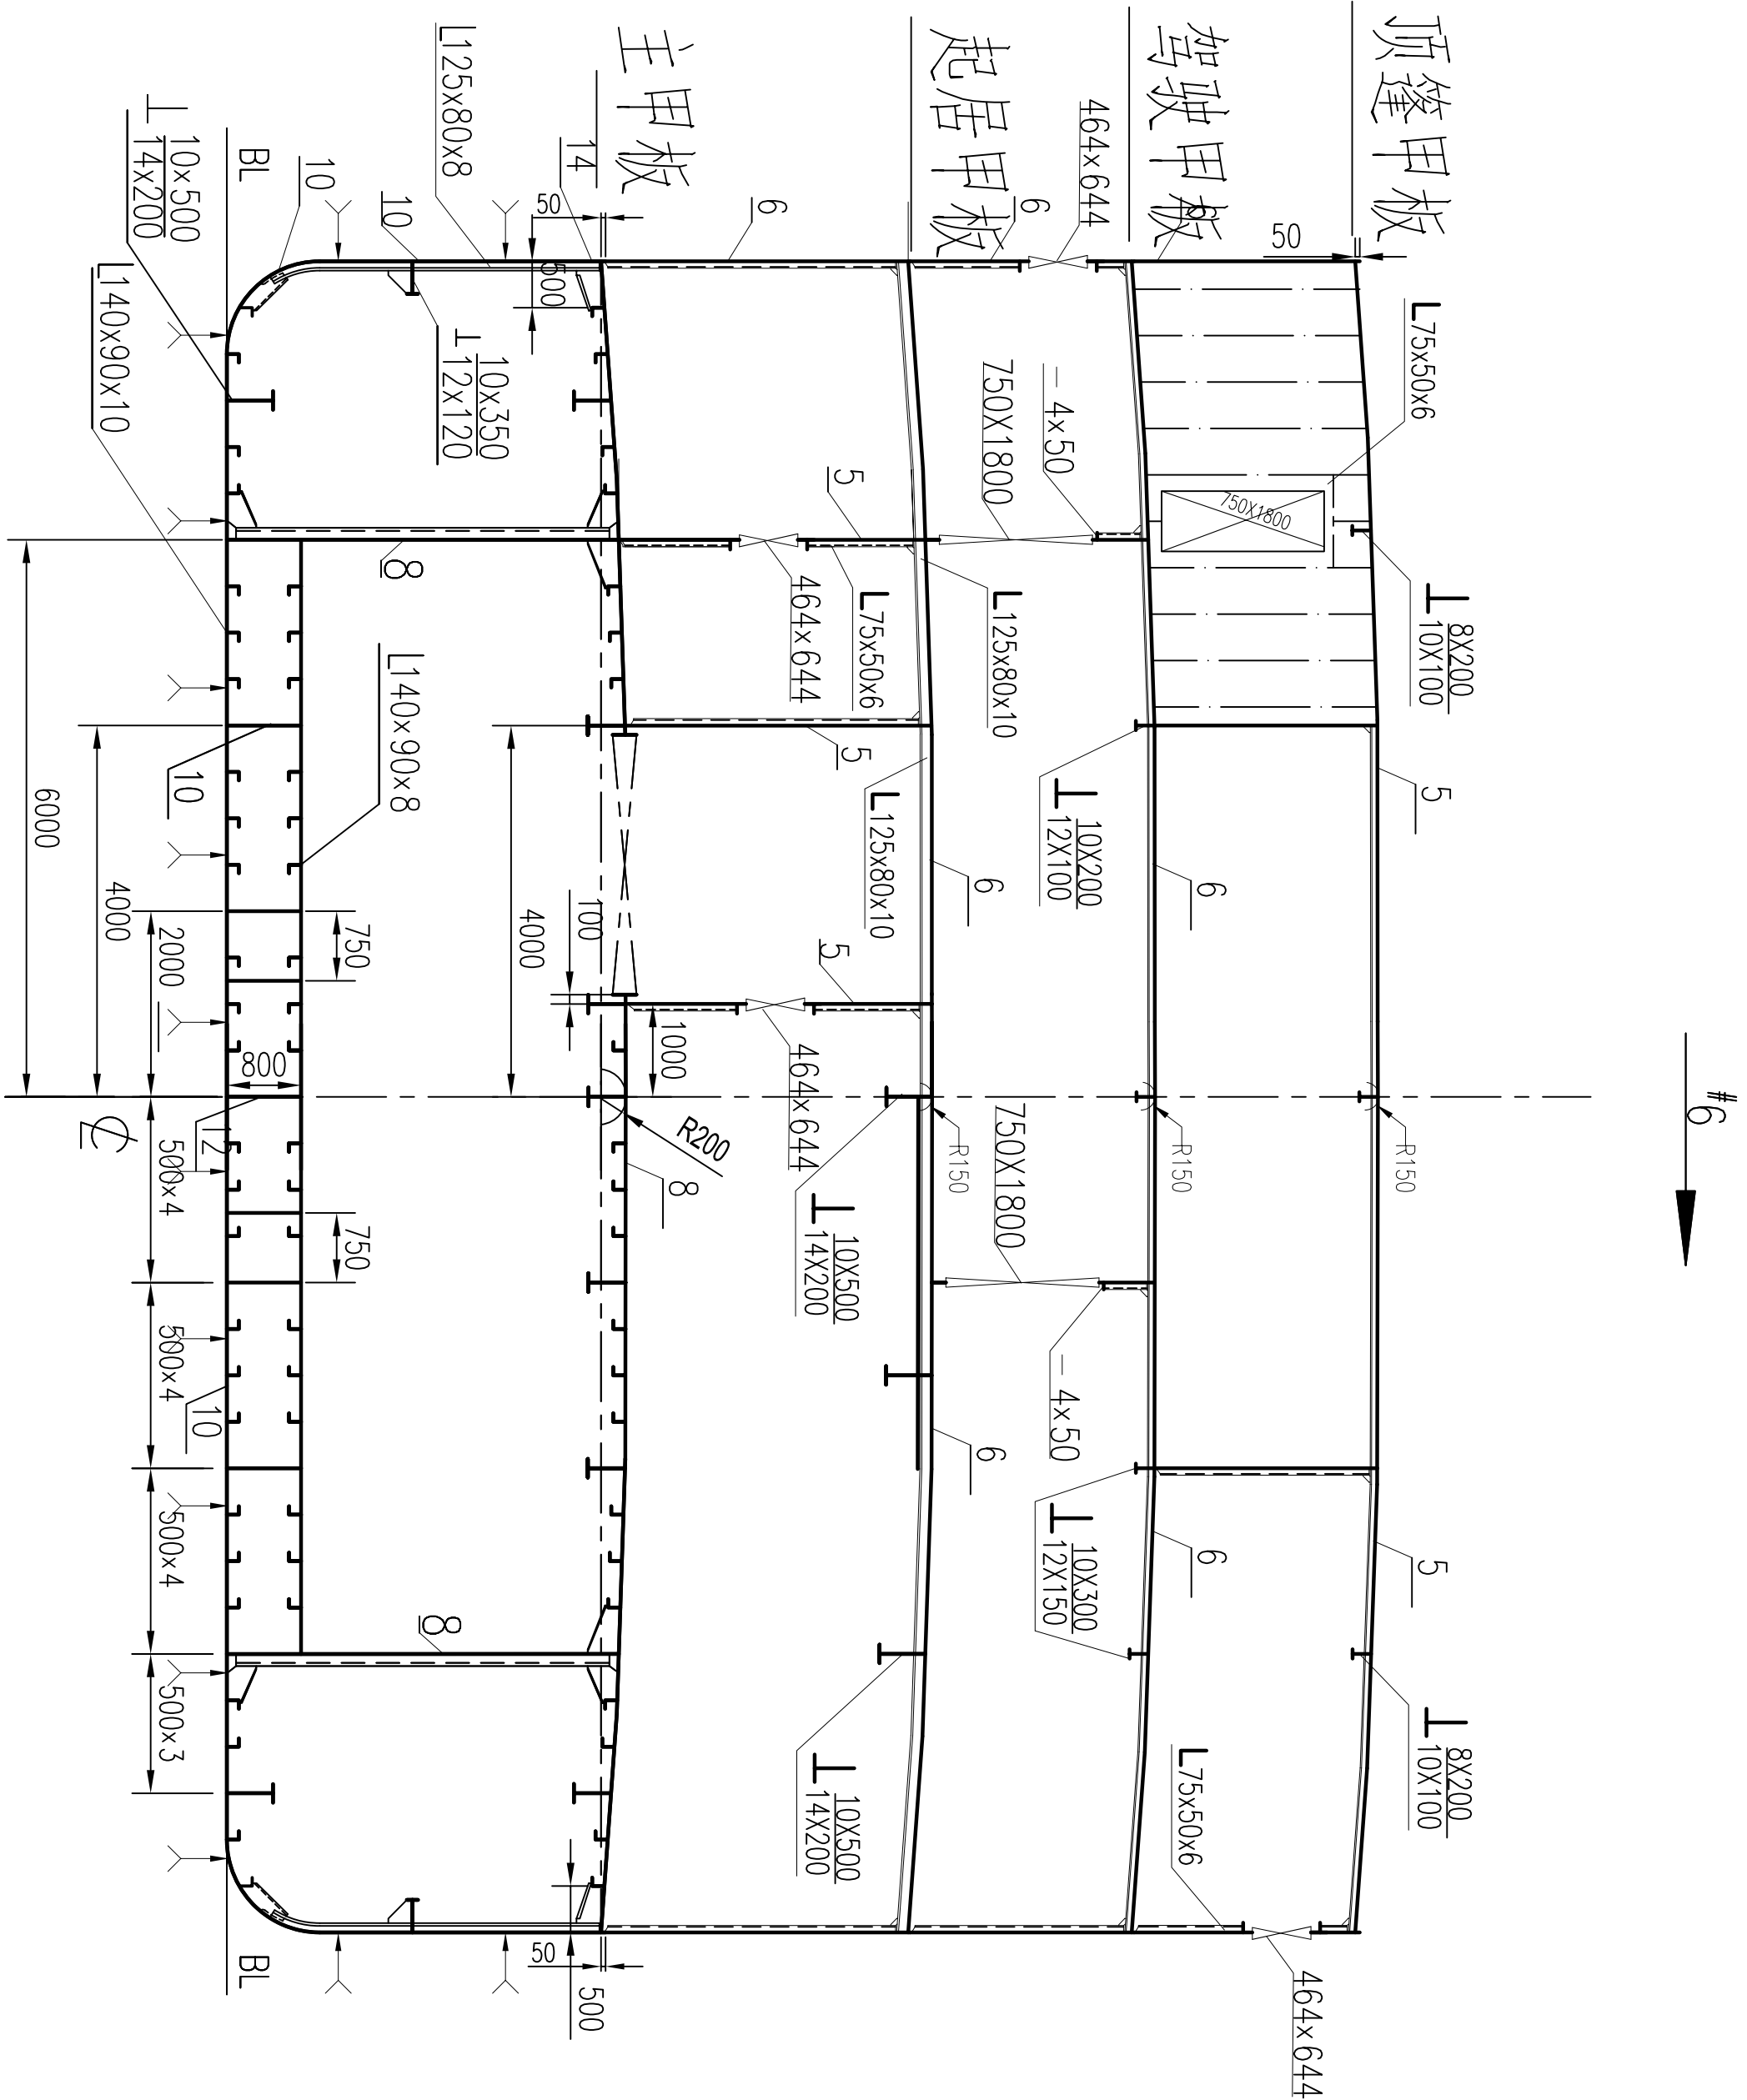 #6
顶篷甲板
50
L75x50x6
8X200
10X100
5
R150
5
8X200
10X100
464x644
驾驶甲板
6
750X1800
10X200
12X100
6
R150
6
10X300
12X150
L75x50x6
464x644
6
起居甲板
-4x50
750X1800
L125x80x10
6
R150
750X1800
-4x50
6
6
5
L75x50x6
464x644
L125x80x10
5
5
464x644
10X500
14X200
10X500
14X200
主甲板
14
50
500
4000
100
1000
R200
8
50
500
L125x80x8
10
10x350
12x120
8
L140x90x8
8
10
BL
750
800
750
BL
10x500
14x200
L140x90x10
10
12
10
2000
500x4
500x4
500x4
500x3
4000
6000
℄